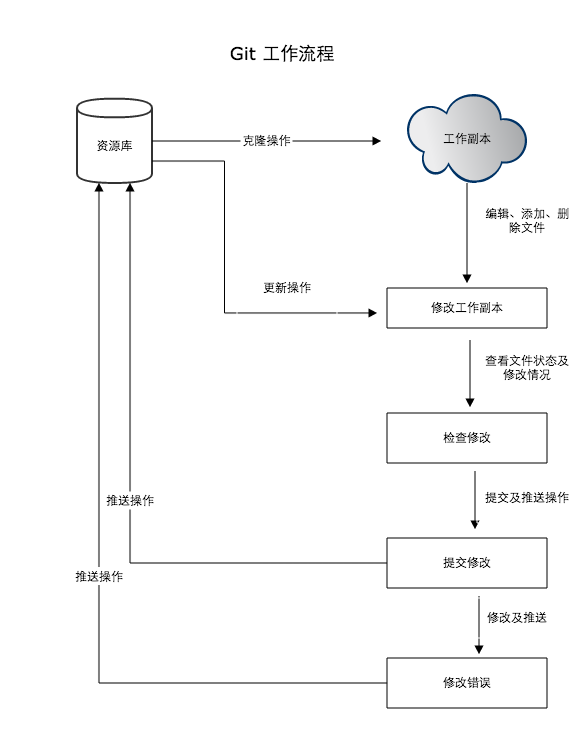 Git 工作流程
资源库
克隆操作
工作副本
编辑、添加、删
除文件
更新操作
修改工作副本
查看文件状态及
修改情况
检查修改
推送操作
提交及推送操作
提交修改
推送操作
修改及推送
修改错误